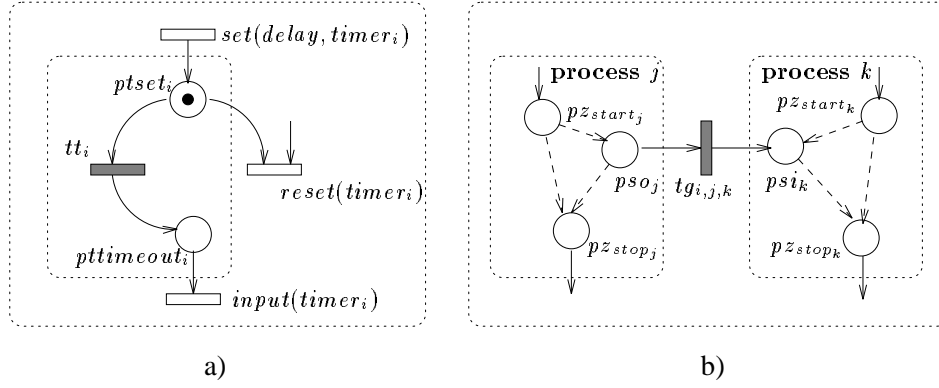 set(delay, timer_i)
ptset_i
tt_i
reset(timer_i)
pttimeout_i
input(timer_i)
a)
process j
process k
pz_start_j
pz_start_k
pso_j
tg_i,j,k
psi_k
pz_stop_j
pz_stop_k
b)